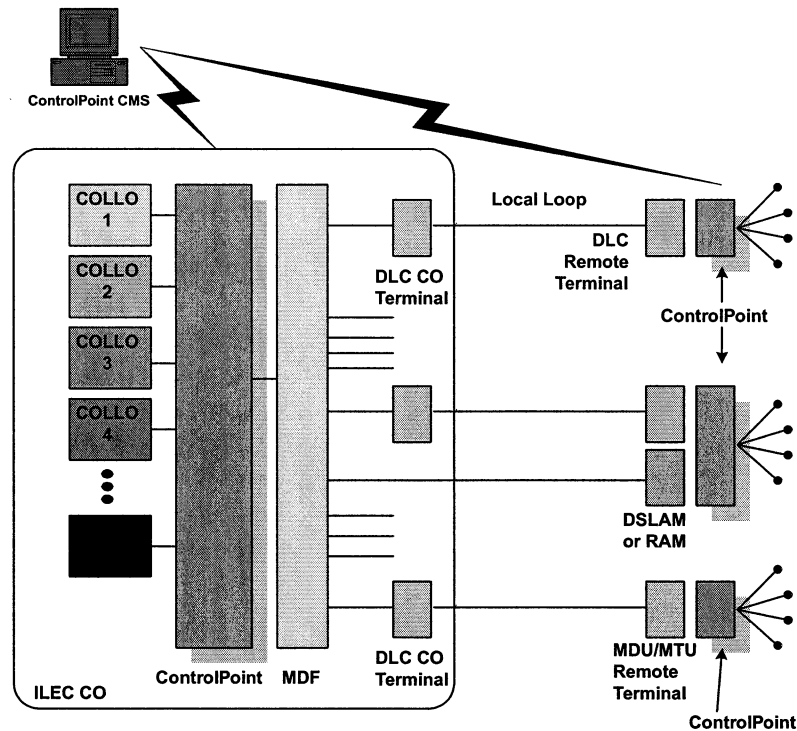 ControlPoint CMS
COLLO
1
COLLO
2
COLLO
3
COLLO
4
ILEC CO
ControlPoint
MDF
DLC CO
Terminal
DLC CO
Terminal
Local Loop
DLC
Remote
Terminal
ControlPoint
DSLAM
or RAM
MDU/MTU
Remote
Terminal
ControlPoint